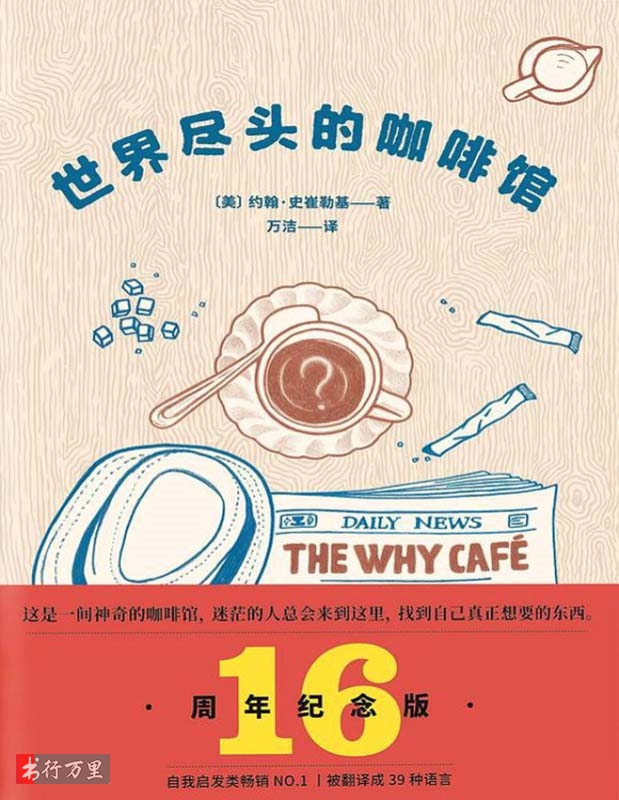 世界尽头的咖啡馆
〔美〕约翰·史崔勒基——著
万洁——译
?
DAILY NEWS
THE WHY CAFÉ
这是一间神奇的咖啡馆，迷茫的人总会来到这里，找到自己真正想要的东西。
16
·周年纪念版·
自我启发类畅销 NO.1｜被翻译成 39 种语言
书行万里